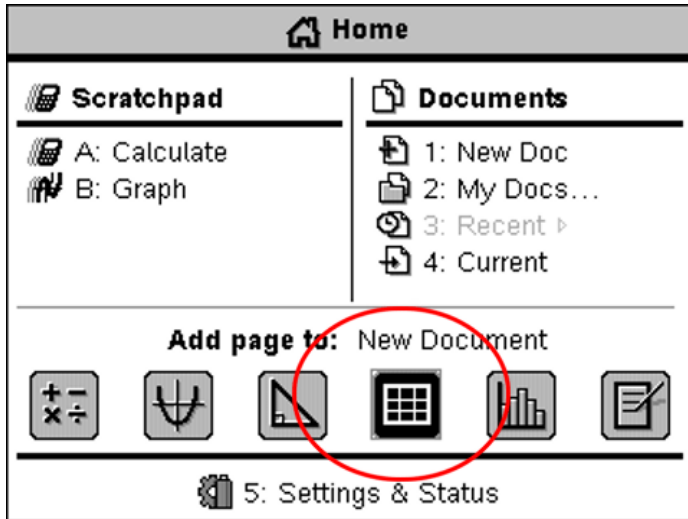 Home
Scratchpad
A: Calculate
B: Graph
Documents
1: New Doc
2: My Docs...
3: Recent ▹
4: Current
Add page to: New Document
5: Settings & Status